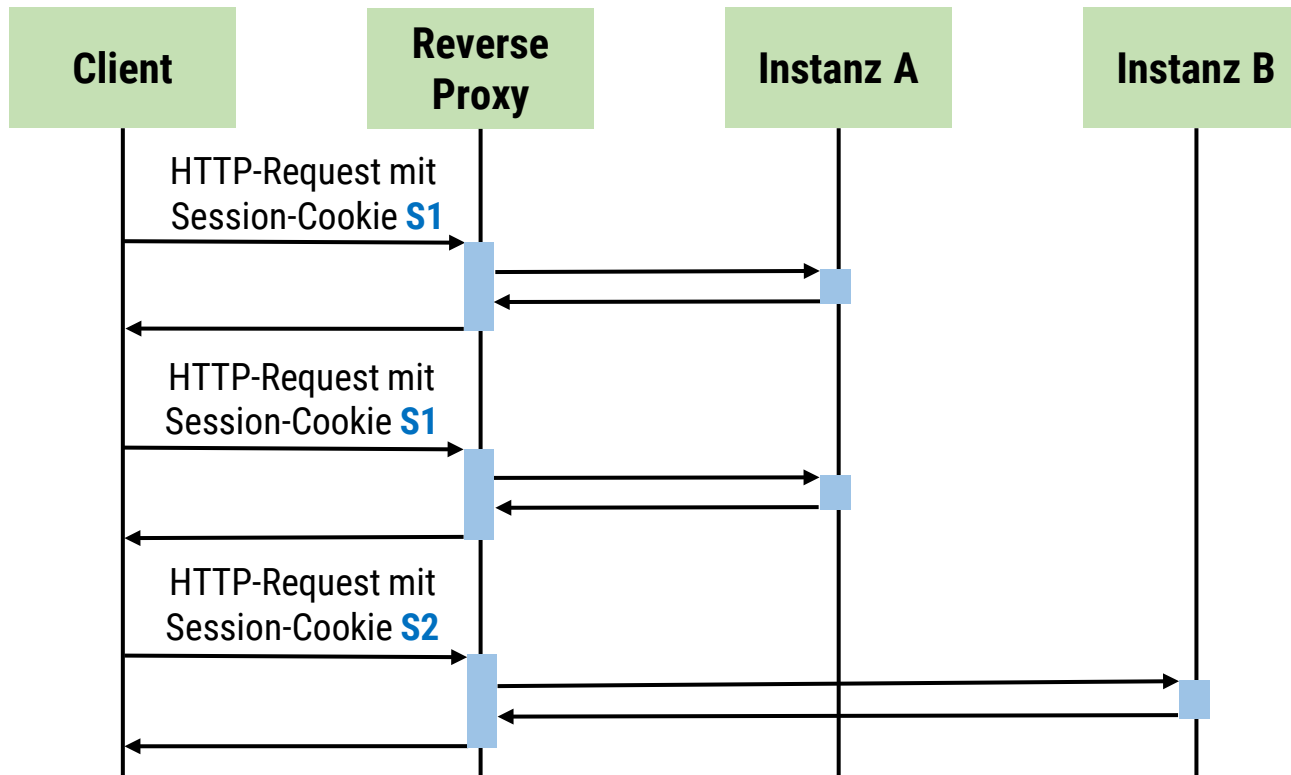 Client
Reverse
Proxy
Instanz A
Instanz B
HTTP-Request mit
Session-Cookie S1
HTTP-Request mit
Session-Cookie S1
HTTP-Request mit
Session-Cookie S2